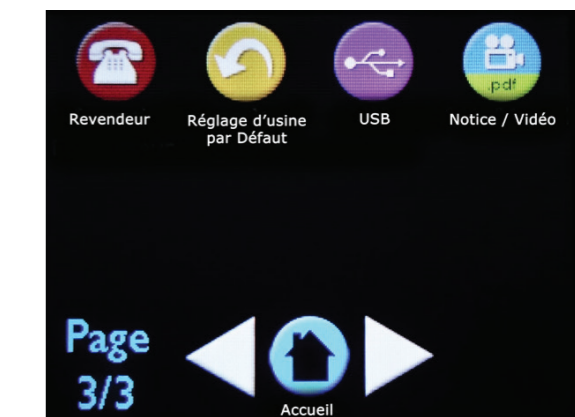 .pdf
Revendeur
Réglage d'usine
par Défaut
USB
Notice / Vidéo
Page
3/3
Accueil